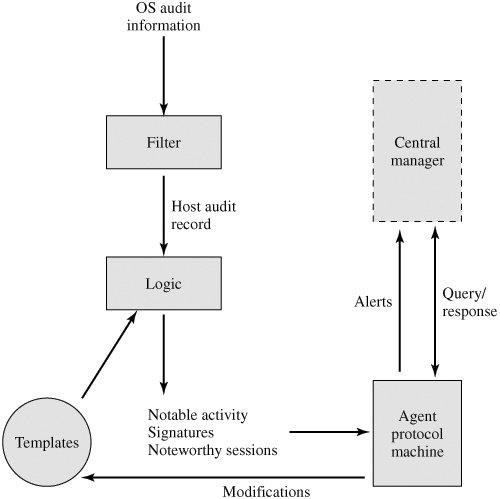 OS audit
information
Filter
Central
manager
Host audit
record
Logic
Alerts
Query/
response
Templates
Notable activity
Signatures
Noteworthy sessions
Agent
protocol
machine
Modifications